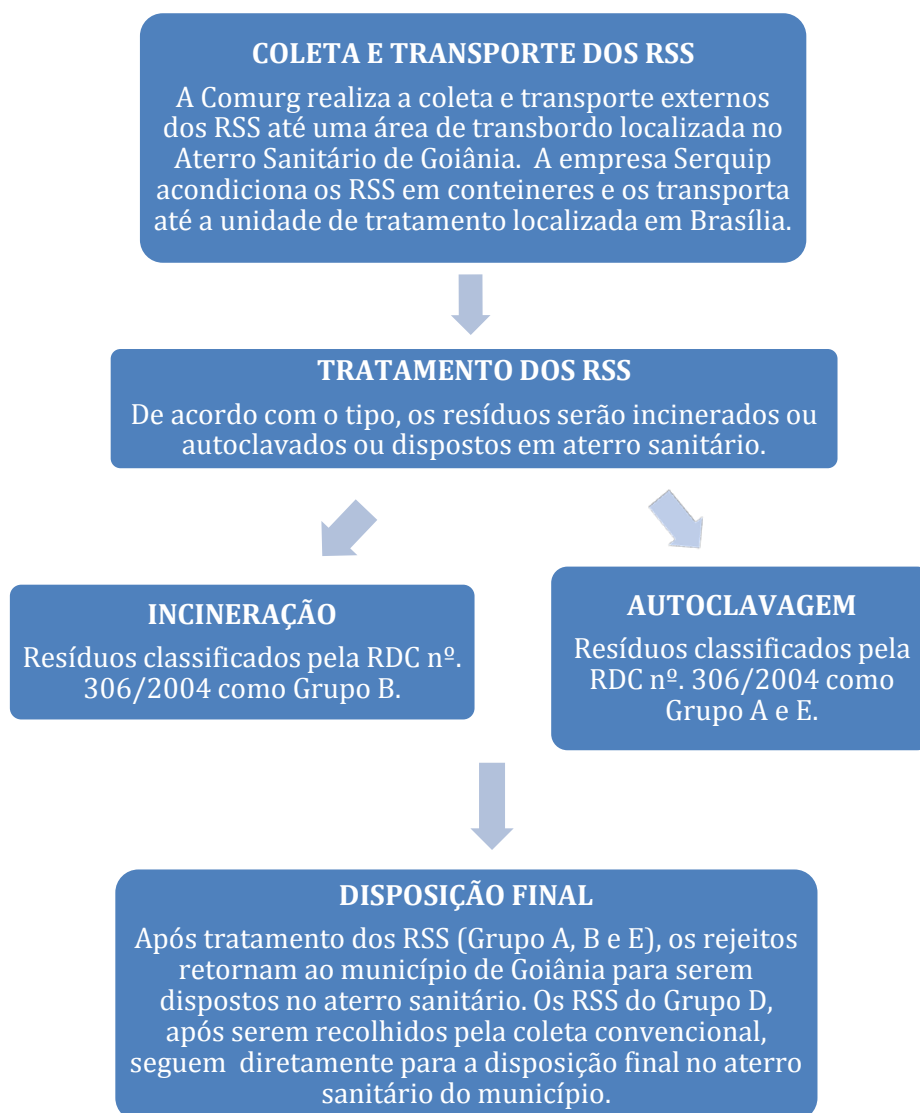 COLETA E TRANSPORTE DOS RSS
A Comurg realiza a coleta e transporte externos
dos RSS até uma área de transbordo localizada no
Aterro Sanitário de Goiânia. A empresa Serquip
acondiciona os RSS em conteineres e os transporta
até a unidade de tratamento localizada em Brasília.
TRATAMENTO DOS RSS
De acordo com o tipo, os resíduos serão incinerados ou
autoclavados ou dispostos em aterro sanitário.
INCINERAÇÃO
Resíduos classificados pela RDC nº.
306/2004 como Grupo B.
AUTOCLAVAGEM
Resíduos classificados pela
RDC nº. 306/2004 como
Grupo A e E.
DISPOSIÇÃO FINAL
Após tratamento dos RSS (Grupo A, B e E), os rejeitos
retornam ao município de Goiânia para serem
dispostos no aterro sanitário. Os RSS do Grupo D,
após serem recolhidos pela coleta convencional,
seguem diretamente para a disposição final no aterro
sanitário do município.